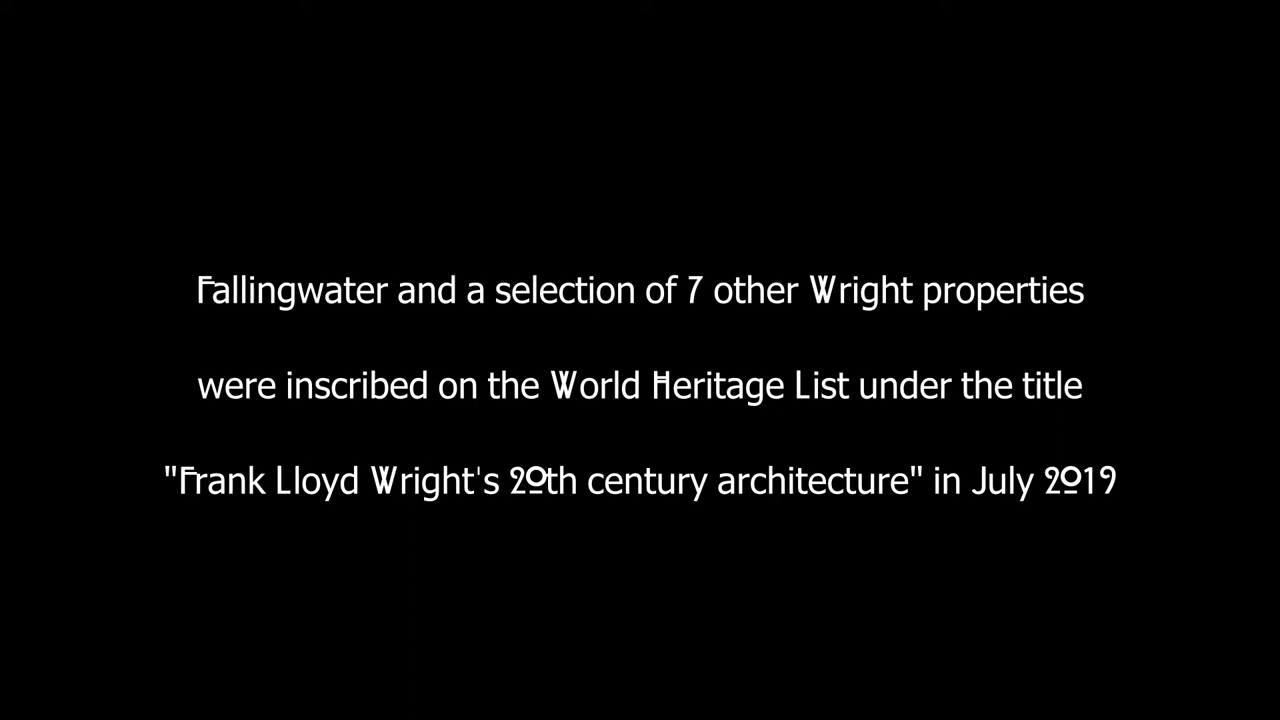 Fallingwater and a selection of 7 other Wright properties
were inscribed on the World Heritage List under the title
"Frank Lloyd Wright's 20th century architecture" in July 2019